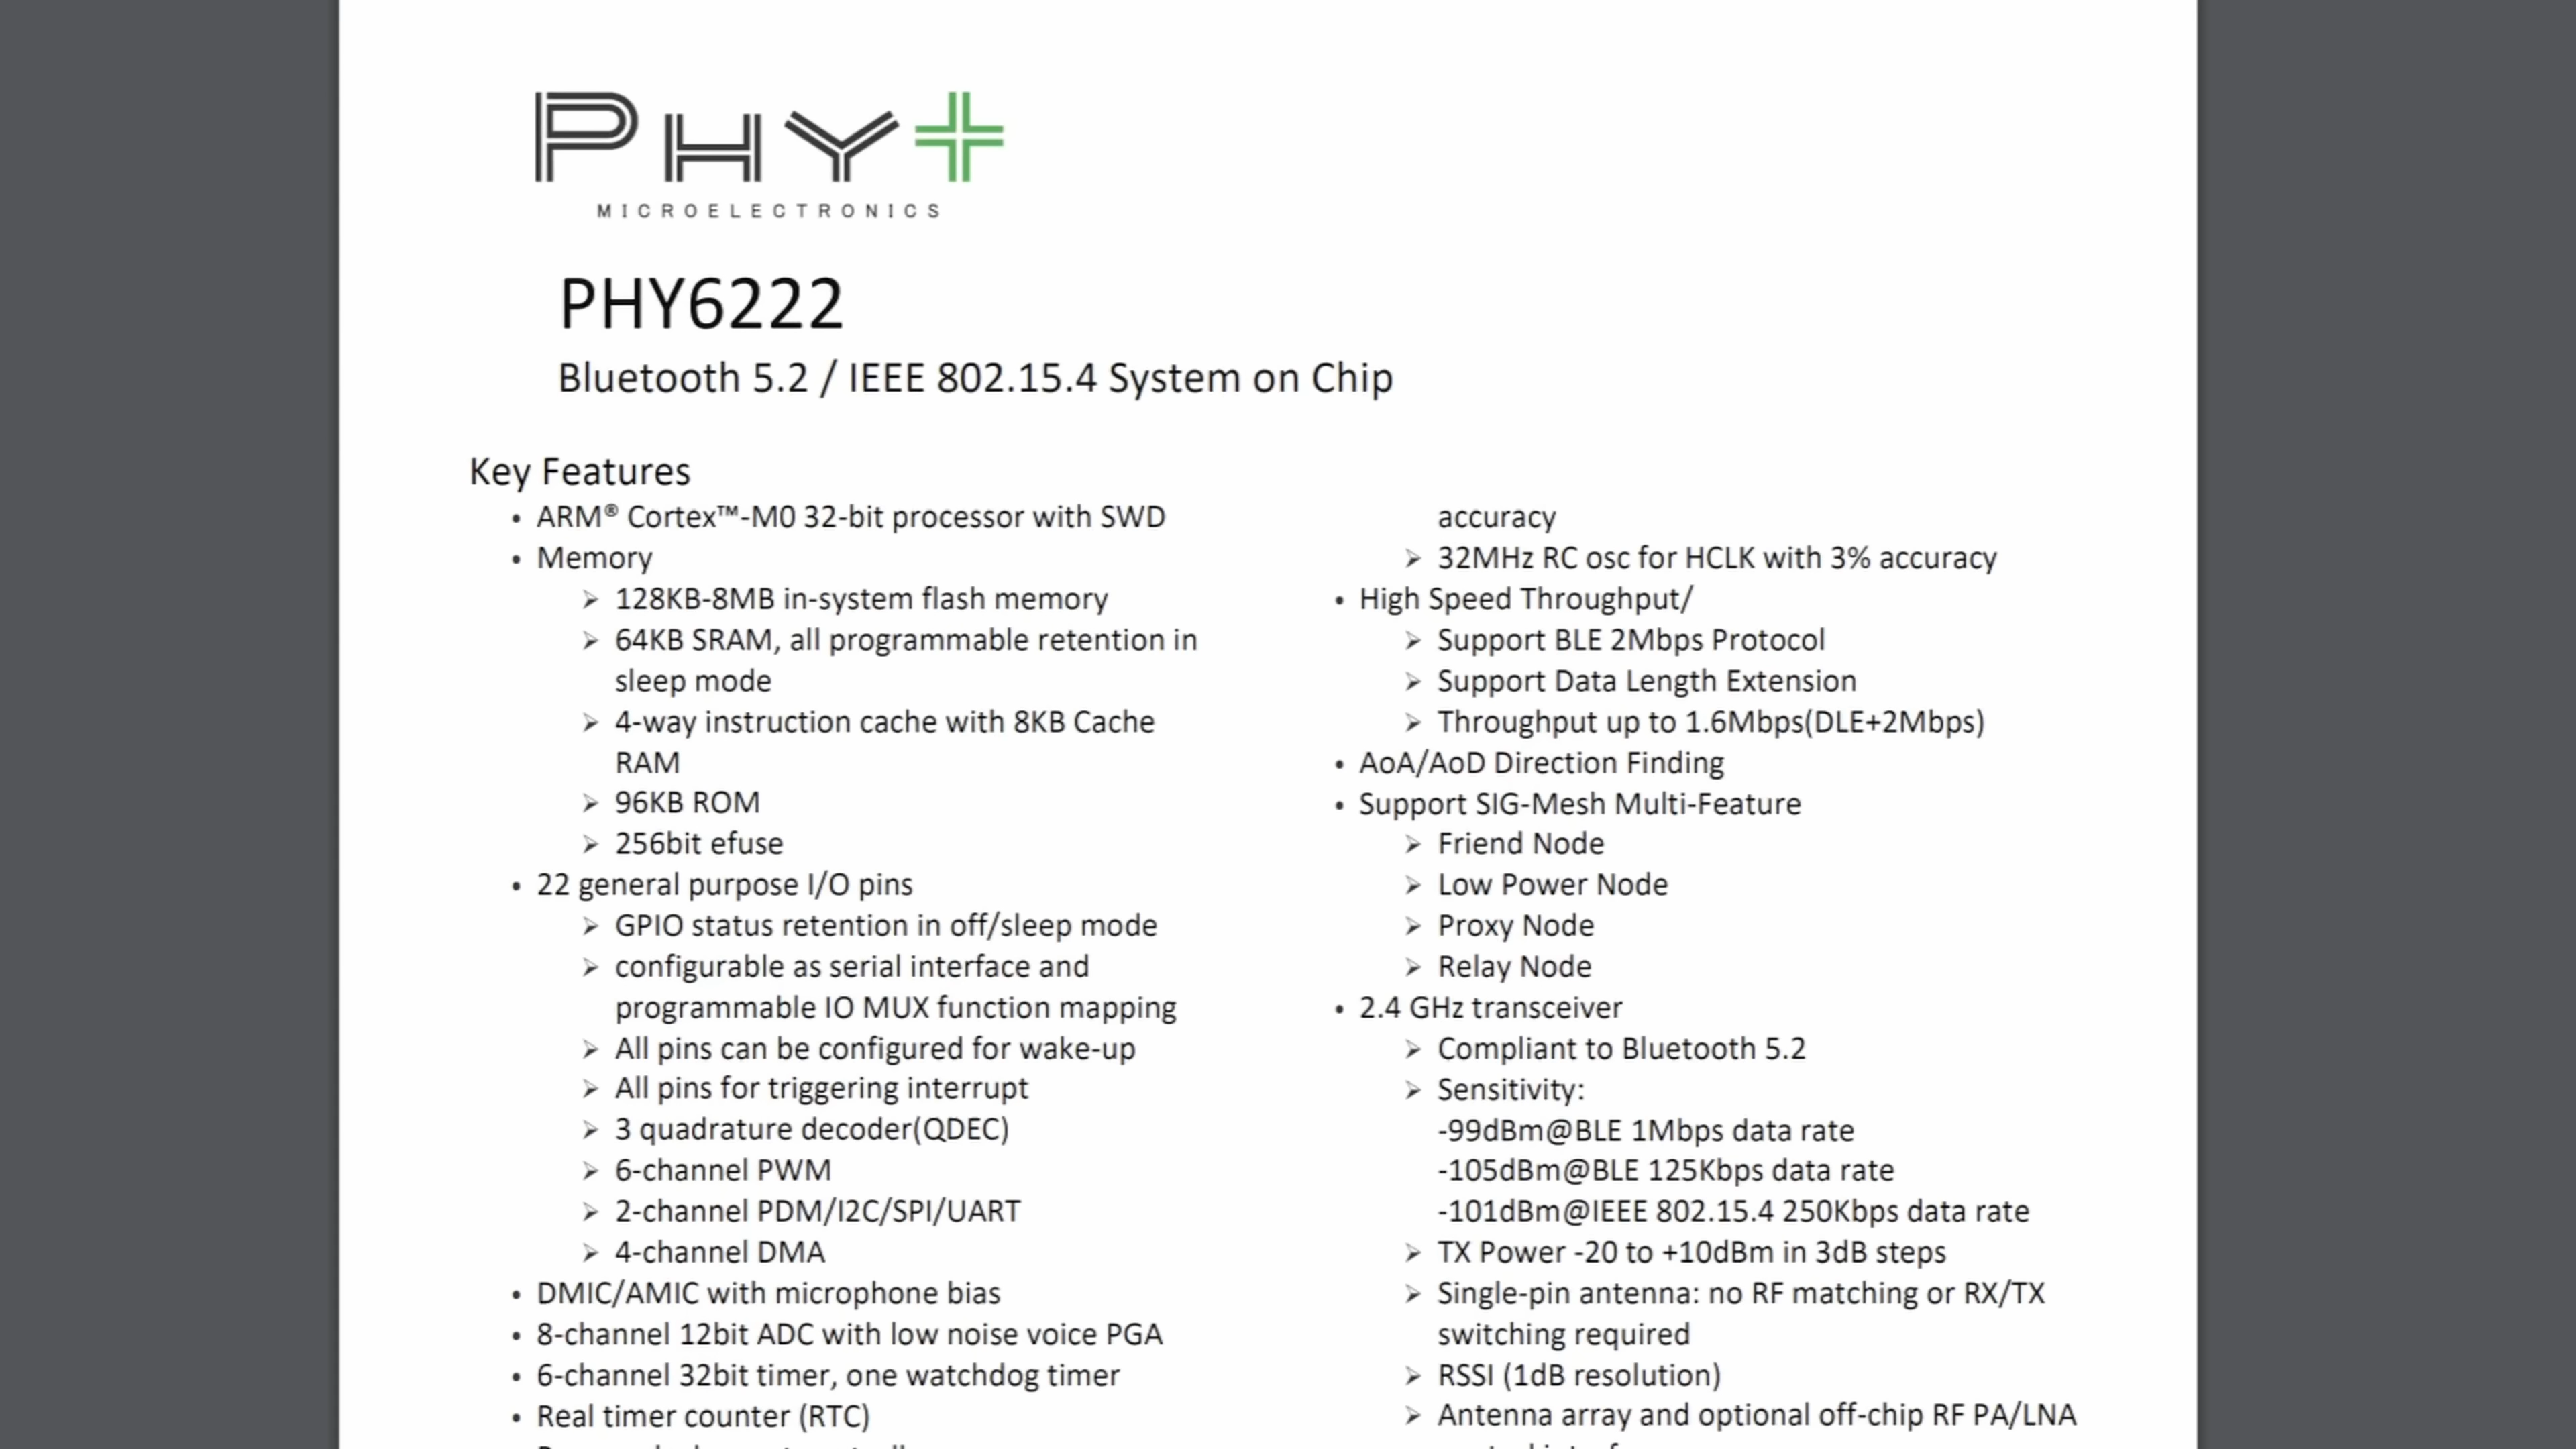 PHY+
MICROELECTRONICS
PHY6222
Bluetooth 5.2 / IEEE 802.15.4 System on Chip
Key Features
• ARM® Cortex™-M0 32-bit processor with SWD
• Memory
➢ 128KB-8MB in-system flash memory
➢ 64KB SRAM, all programmable retention in
sleep mode
➢ 4-way instruction cache with 8KB Cache
RAM
➢ 96KB ROM
➢ 256bit efuse
• 22 general purpose I/O pins
➢ GPIO status retention in off/sleep mode
➢ configurable as serial interface and
programmable IO MUX function mapping
➢ All pins can be configured for wake-up
➢ All pins for triggering interrupt
➢ 3 quadrature decoder(QDEC)
➢ 6-channel PWM
➢ 2-channel PDM/I2C/SPI/UART
➢ 4-channel DMA
• DMIC/AMIC with microphone bias
• 8-channel 12bit ADC with low noise voice PGA
• 6-channel 32bit timer, one watchdog timer
• Real timer counter (RTC)
accuracy
➢ 32MHz RC osc for HCLK with 3% accuracy
• High Speed Throughput/
➢ Support BLE 2Mbps Protocol
➢ Support Data Length Extension
➢ Throughput up to 1.6Mbps(DLE+2Mbps)
• AoA/AoD Direction Finding
• Support SIG-Mesh Multi-Feature
➢ Friend Node
➢ Low Power Node
➢ Proxy Node
➢ Relay Node
• 2.4 GHz transceiver
➢ Compliant to Bluetooth 5.2
➢ Sensitivity:
-99dBm@BLE 1Mbps data rate
-105dBm@BLE 125Kbps data rate
-101dBm@IEEE 802.15.4 250Kbps data rate
➢ TX Power -20 to +10dBm in 3dB steps
➢ Single-pin antenna: no RF matching or RX/TX
switching required
➢ RSSI (1dB resolution)
➢ Antenna array and optional off-chip RF PA/LNA